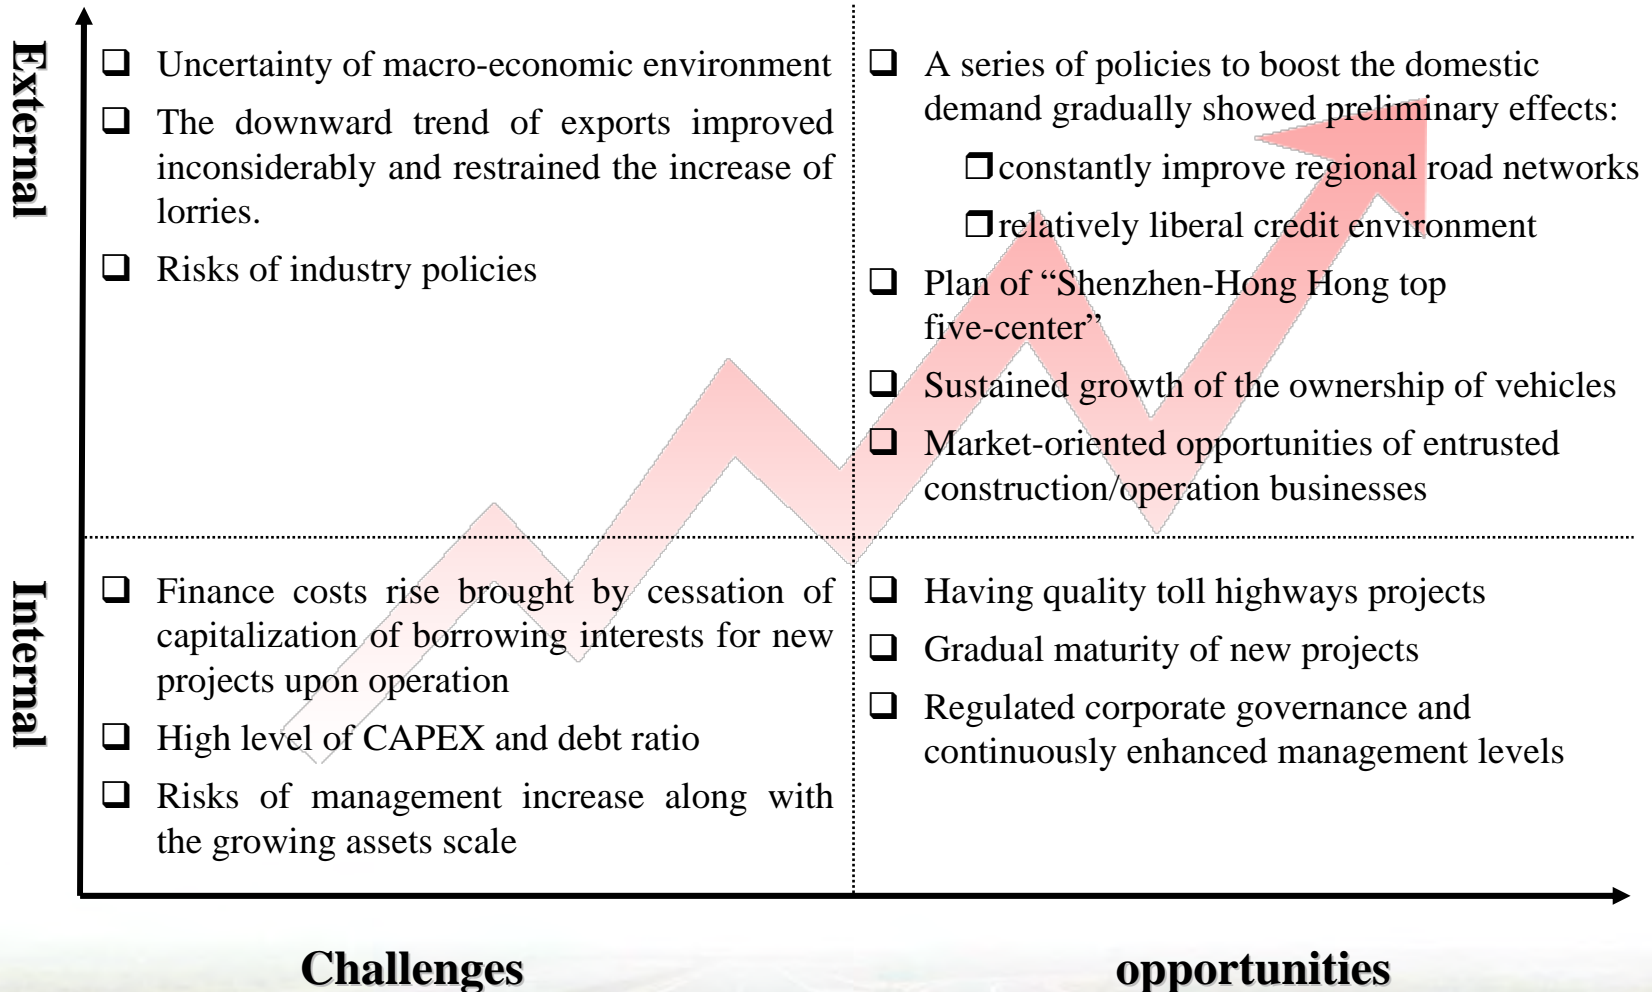 External
Uncertainty of macro-economic environment
The downward trend of exports improved
inconsiderably and restrained the increase of
lorries.
Risks of industry policies
A series of policies to boost the domestic
demand gradually showed preliminary effects:
constantly improve regional road networks
relatively liberal credit environment
Plan of “Shenzhen-Hong Hong top
five-center”
Sustained growth of the ownership of vehicles
Market-oriented opportunities of entrusted
construction/operation businesses
Internal
Finance costs rise brought by cessation of
capitalization of borrowing interests for new
projects upon operation
High level of CAPEX and debt ratio
Risks of management increase along with
the growing assets scale
Having quality toll highways projects
Gradual maturity of new projects
Regulated corporate governance and
continuously enhanced management levels
Challenges
opportunities